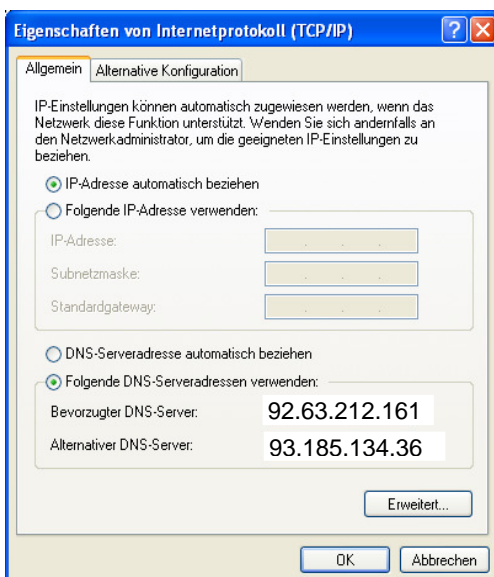 Eigenschaften von Internetprotokoll (TCP/IP)
Allgemein Alternative Konfiguration
IP-Einstellungen können automatisch zugewiesen werden, wenn das
Netzwerk diese Funktion unterstützt. Wenden Sie sich andernfalls an
den Netzwerkadministrator, um die geeigneten IP-Einstellungen zu
beziehen.
IP-Adresse automatisch beziehen
Folgende IP-Adresse verwenden:
IP-Adresse:
Subnetzmaske:
Standardgateway:
DNS-Serveradresse automatisch beziehen
Folgende DNS-Serveradressen verwenden:
Bevorzugter DNS-Server: 92.63.212.161
Alternativer DNS-Server: 93.185.134.36
Erweitert...
OK Abbrechen